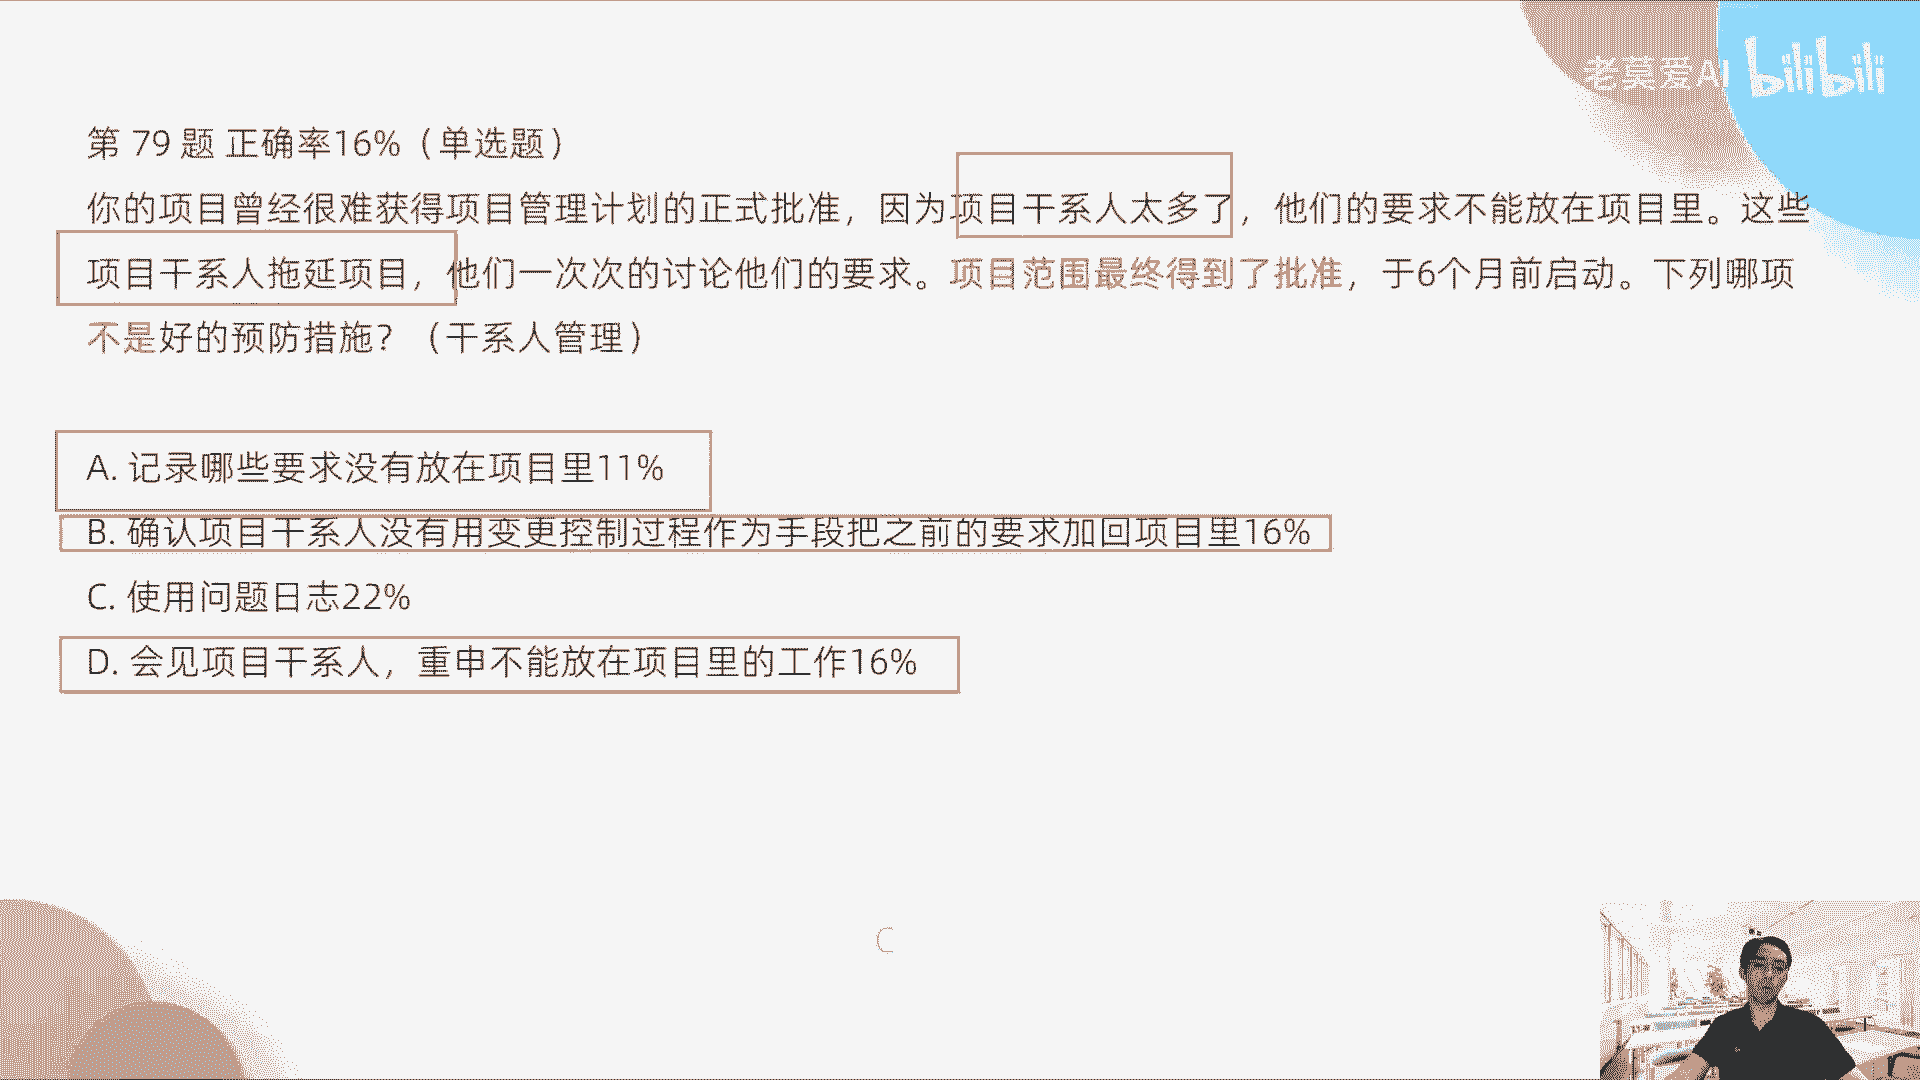 老莫爱AI bilibili
第 79 题 正确率16%（单选题）
你的项目曾经很难获得项目管理计划的正式批准，因为项目干系人太多了，他们的要求不能放在项目里。这些
项目干系人拖延项目，他们一次次的讨论他们的要求。项目范围最终得到了批准，于6个月前启动。下列哪项
不是好的预防措施？（干系人管理）
A. 记录哪些要求没有放在项目里11%
B. 确认项目干系人没有用变更控制过程作为手段把之前的要求加回项目里16%
C. 使用问题日志22%
D. 会见项目干系人，重申不能放在项目里的工作16%
C